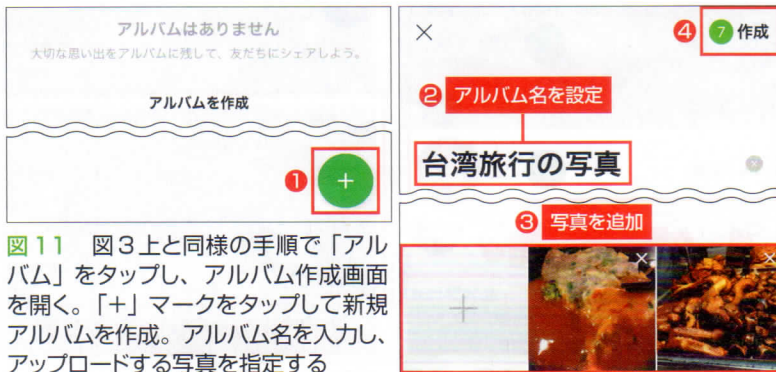 アルバムはありません
大切な思い出をアルバムに残して、友だちにシェアしよう。
アルバムを作成
❶
+
図11　図3上と同様の手順で「アル
バム」をタップし、アルバム作成画面
を開く。「+」マークをタップして新規
アルバムを作成。アルバム名を入力し、
アップロードする写真を指定する
❹ 7 作成
❷ アルバム名を設定
台湾旅行の写真
❸ 写真を追加